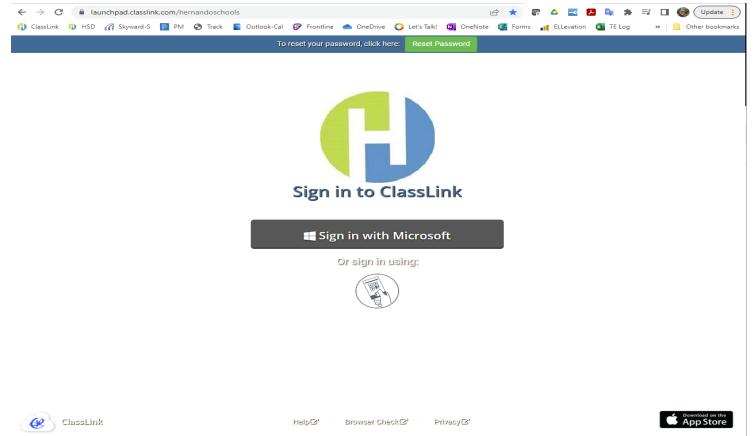 launchpad.classlink.com/hernandoschools
Update
ClassLink HSD Skyward-S PM Track Outlook-Cal Frontline OneDrive Let's Talk! OneNote Forms ELLevation TE Log » Other bookmarks
To reset your password, click here: Reset Password
Sign in to ClassLink
Sign in with Microsoft
Or sign in using:
ClassLink
Help Browser Check Privacy
Download on the
App Store